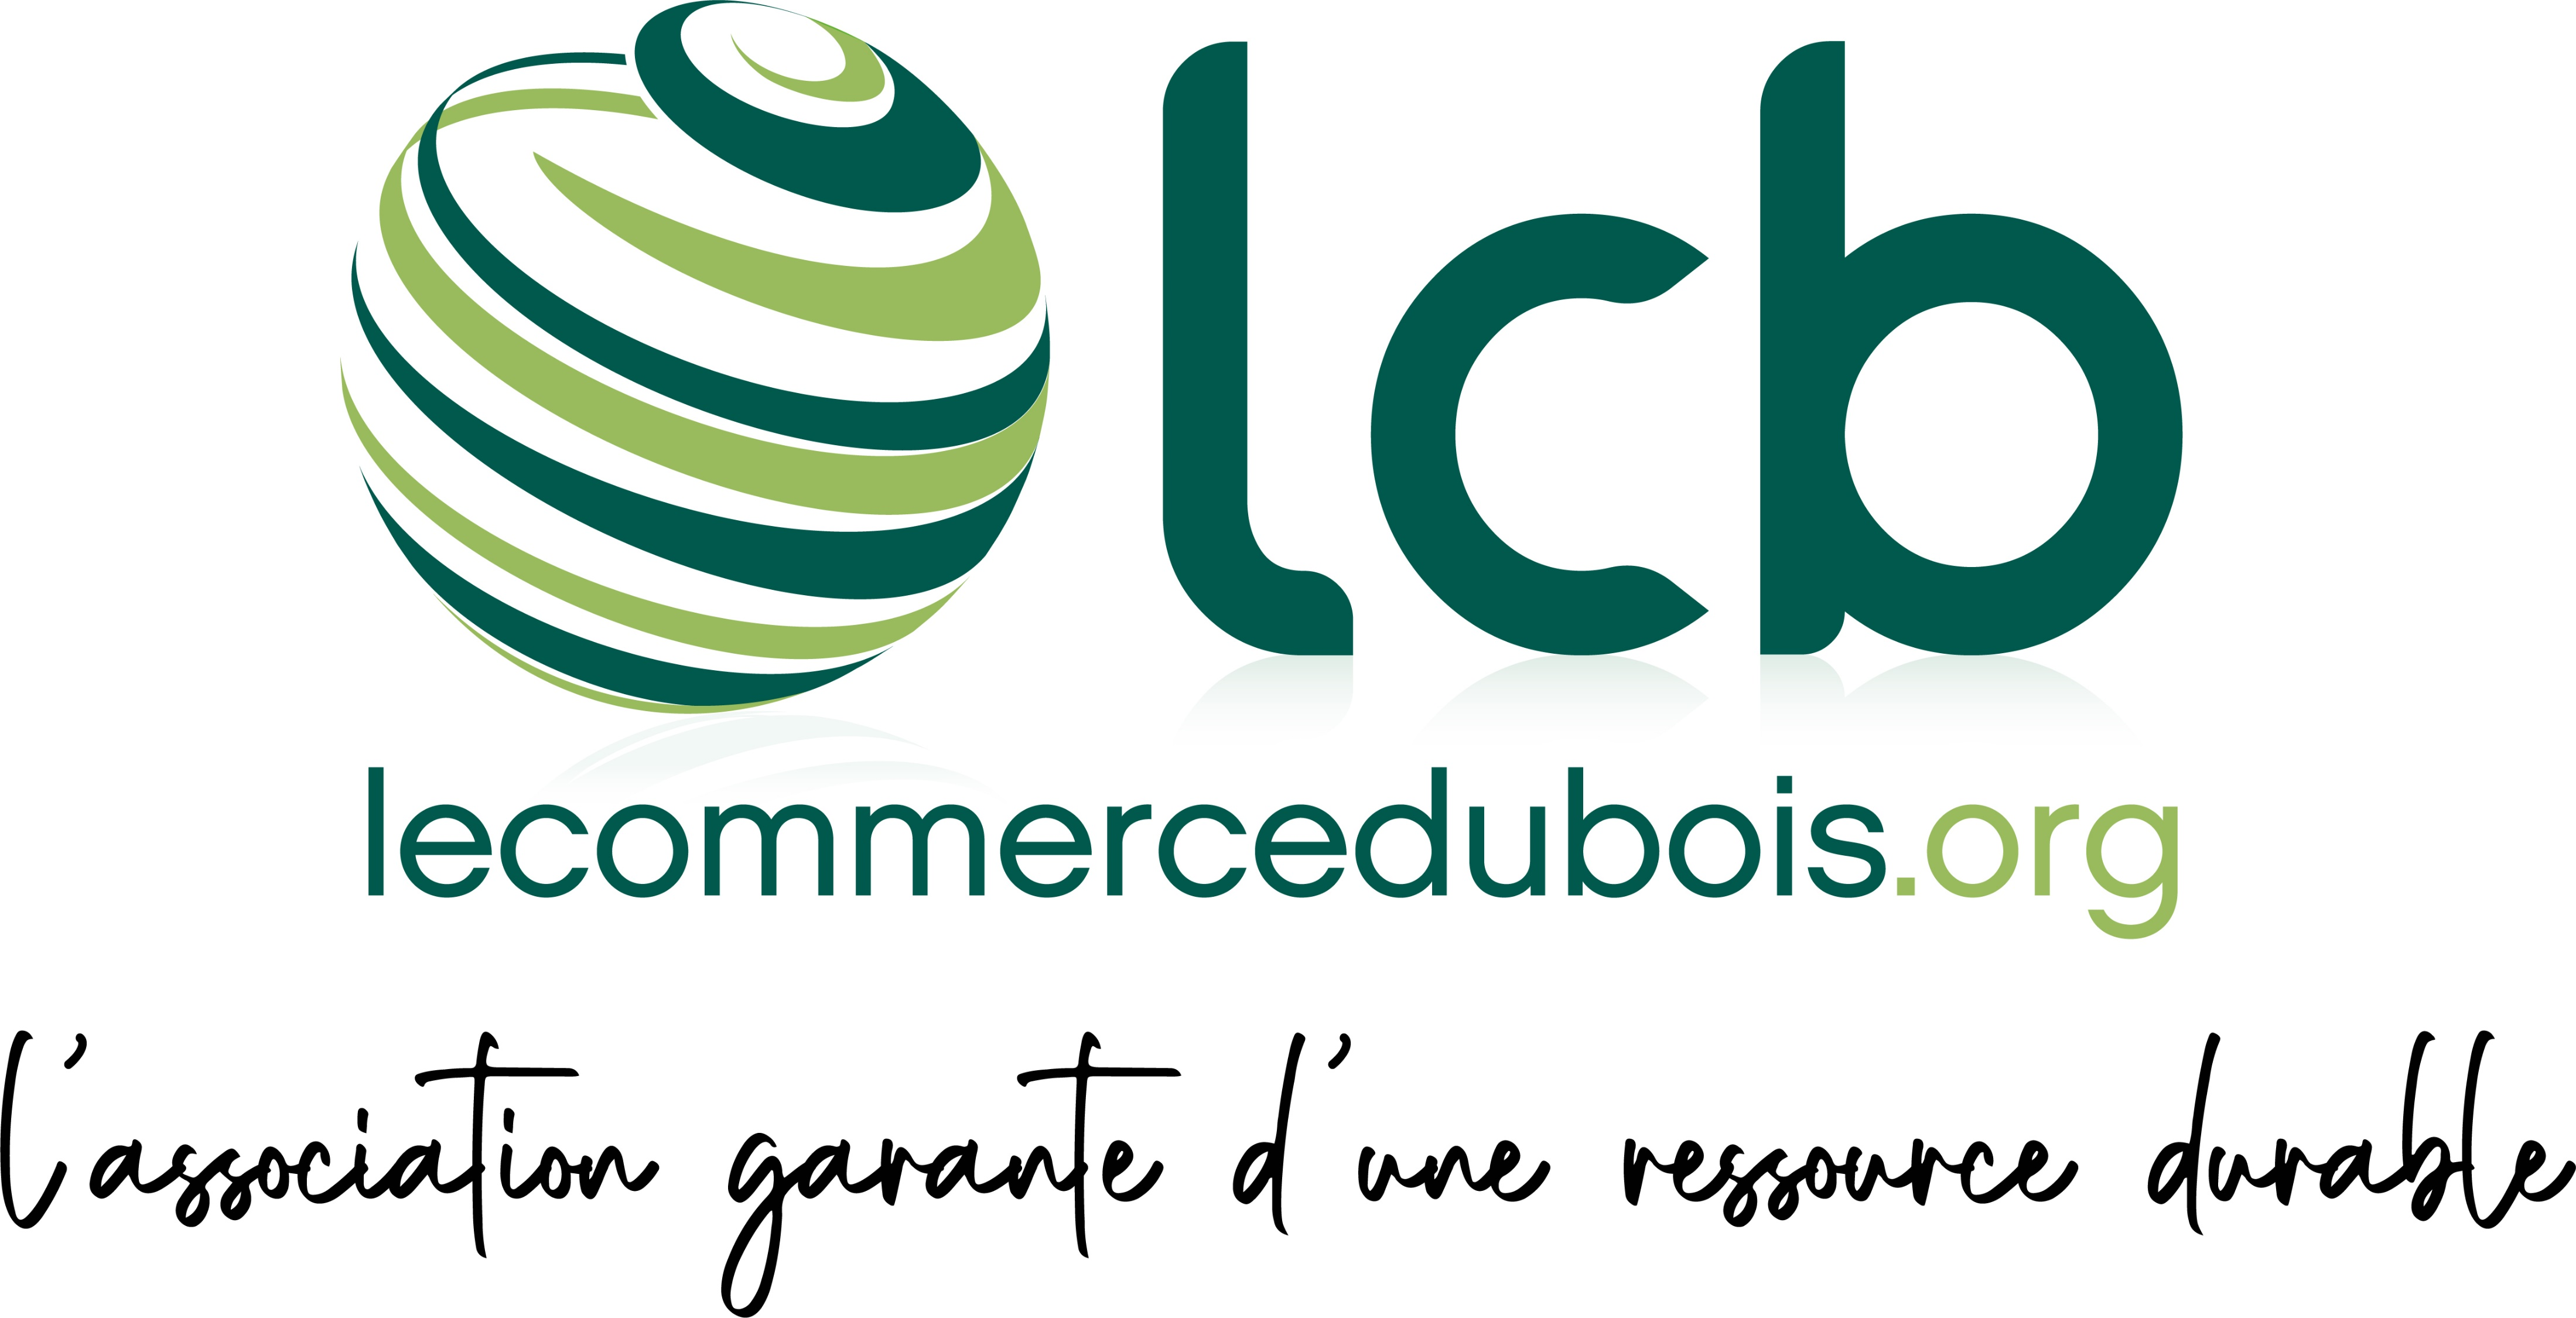 lcb
lecommercedubois.org
l'association garante d'une ressource durable